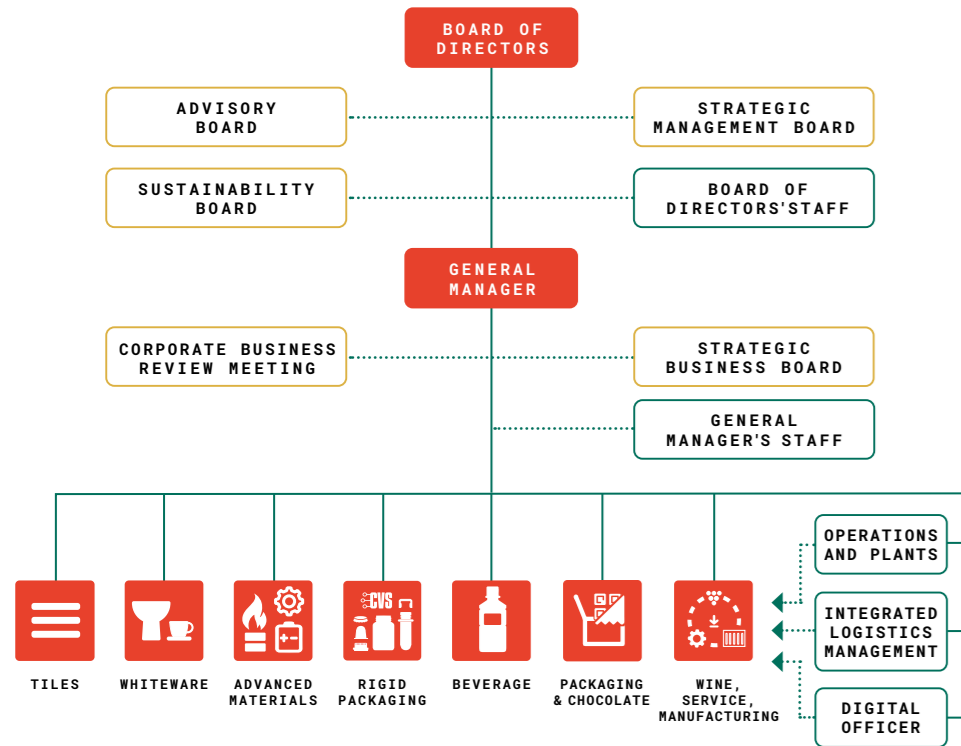 BOARD OF
DIRECTORS
ADVISORY
BOARD
STRATEGIC
MANAGEMENT BOARD
SUSTAINABILITY
BOARD
BOARD OF
DIRECTORS'STAFF
GENERAL
MANAGER
CORPORATE BUSINESS
REVIEW MEETING
STRATEGIC
BUSINESS BOARD
GENERAL
MANAGER'S STAFF
OPERATIONS
AND PLANTS
INTEGRATED
LOGISTICS
MANAGEMENT
DIGITAL
OFFICER
CVS
TILES
WHITEWARE
ADVANCED
MATERIALS
RIGID
PACKAGING
BEVERAGE
PACKAGING
& CHOCOLATE
WINE,
SERVICE,
MANUFACTURING